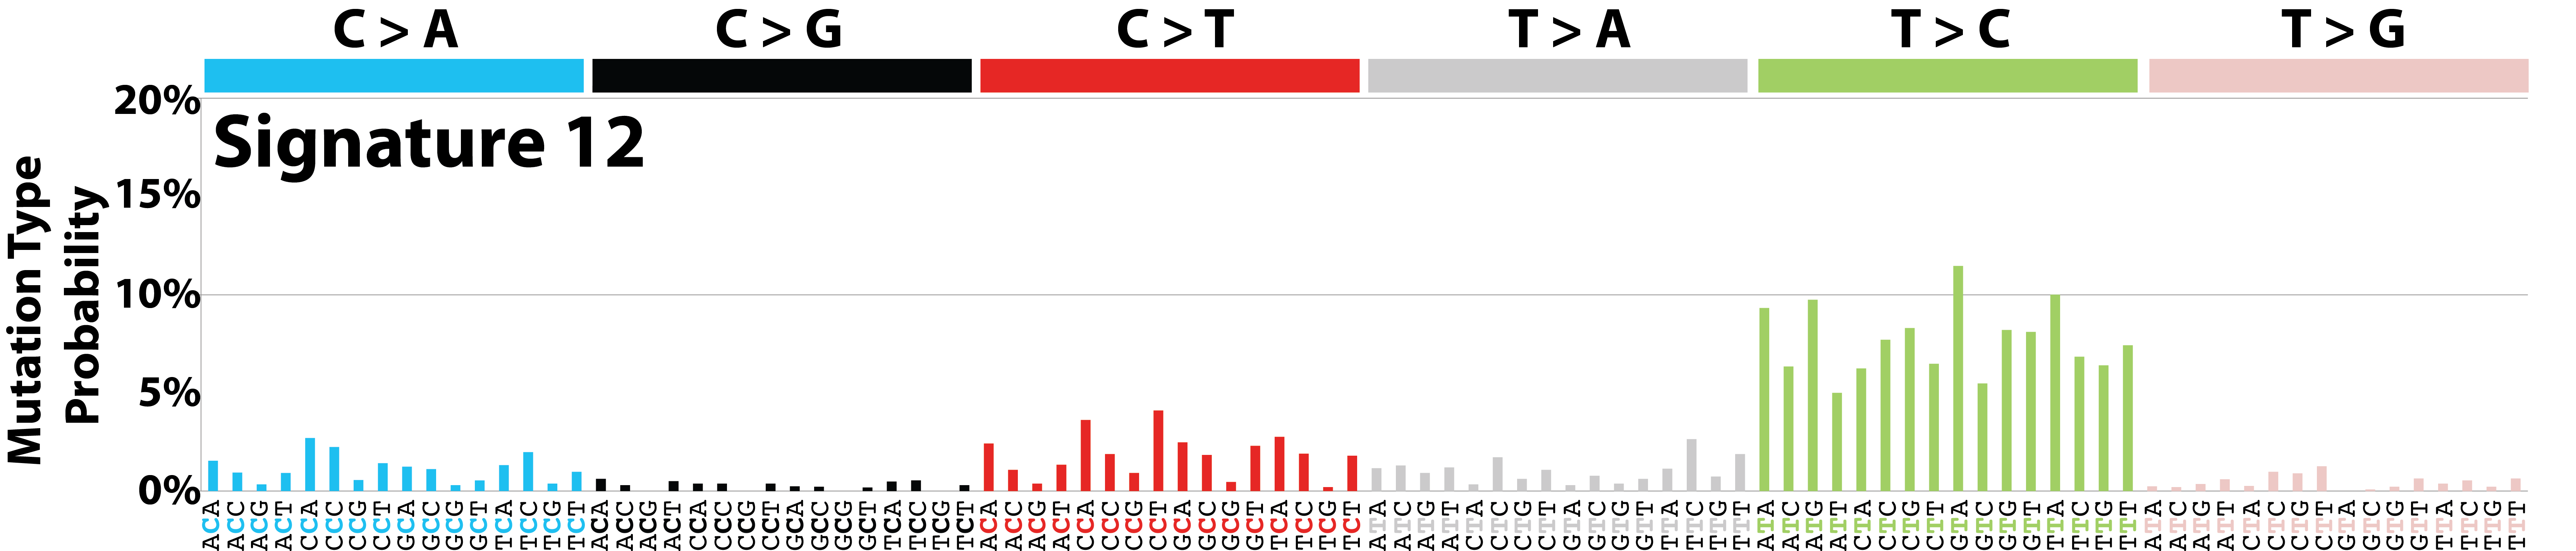 C > A C > G C > T T > A T > C T > G
20%
Signature 12
15%
10%
5%
0%
Mutation Type
Probability
ACA ACC ACG ACT CCA CCC CCG CCT GCA GCC GCG GCT TCA TCC TCG TCT ACA ACC ACG ACT CCA CCC CCG CCT GCA GCC GCG GCT TCA TCC TCG TCT ACA ACC ACG ACT CCA CCC CCG CCT GCA GCC GCG GCT TCA TCC TCG TCT ATA ATC ATG ATT CTA CTC CTG CTT GTA GTC GTG GTT TTA TTC TTG TTT ATA ATC ATG ATT CTA CTC CTG CTT GTA GTC GTG GTT TTA TTC TTG TTT ATA ATC ATG ATT CTA CTC CTG CTT GTA GTC GTG GTT TTA TTC TTG TTT